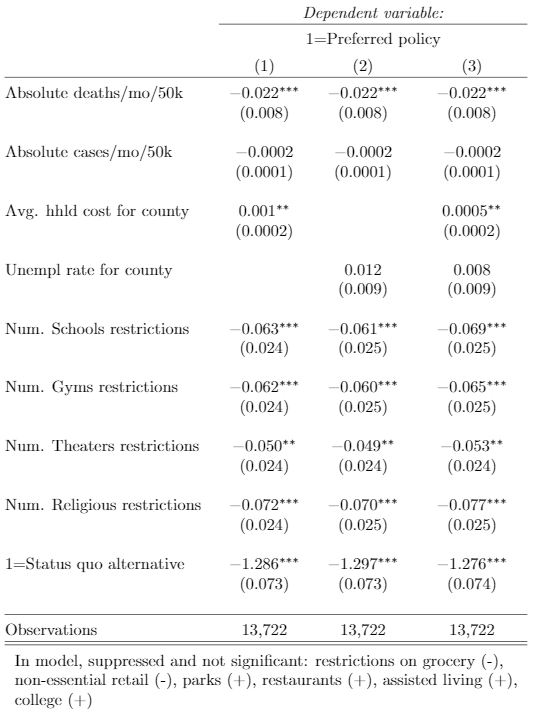 Dependent variable:
1=Preferred policy
(1) (2) (3)
Absolute deaths/mo/50k −0.022*** −0.022*** −0.022***
(0.008) (0.008) (0.008)
Absolute cases/mo/50k −0.0002 −0.0002 −0.0002
(0.0001) (0.0001) (0.0001)
Avg. hhld cost for county 0.001** 0.0005**
(0.0002) (0.0002)
Unempl rate for county 0.012 0.008
(0.009) (0.009)
Num. Schools restrictions −0.063*** −0.061*** −0.069***
(0.024) (0.025) (0.025)
Num. Gyms restrictions −0.062*** −0.060*** −0.065***
(0.024) (0.025) (0.025)
Num. Theaters restrictions −0.050** −0.049** −0.053**
(0.024) (0.024) (0.024)
Num. Religious restrictions −0.072*** −0.070*** −0.077***
(0.024) (0.025) (0.025)
1=Status quo alternative −1.286*** −1.297*** −1.276***
(0.073) (0.073) (0.074)
Observations 13,722 13,722 13,722
In model, suppressed and not significant: restrictions on grocery (-),
non-essential retail (-), parks (+), restaurants (+), assisted living (+),
college (+)